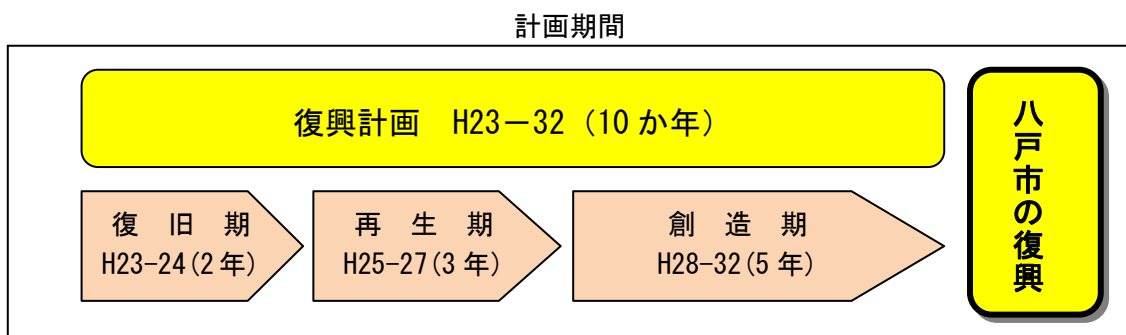 計画期間
復興計画 H23－32（10 か年）
復 旧 期
H23-24(2 年)
再 生 期
H25-27(3 年)
創 造 期
H28-32(5 年)
八戸市の復興